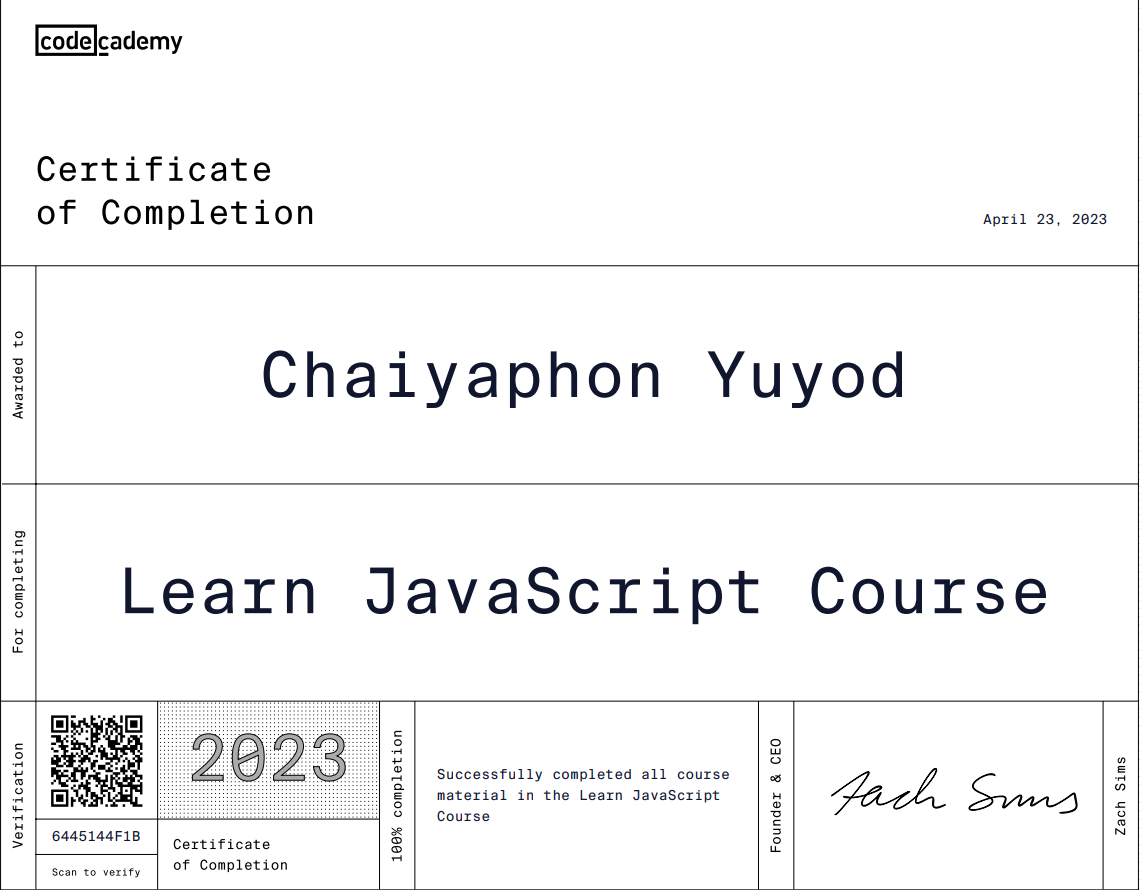 codecademy
Certificate
of Completion
April 23, 2023
Awarded to
Chaiyaphon Yuyod
For completing
Learn JavaScript Course
Verification
6445144F1B
Scan to verify
2023
Certificate
of Completion
100% completion
Successfully completed all course
material in the Learn JavaScript
Course
Founder & CEO
Zach Sims
Zach Sims